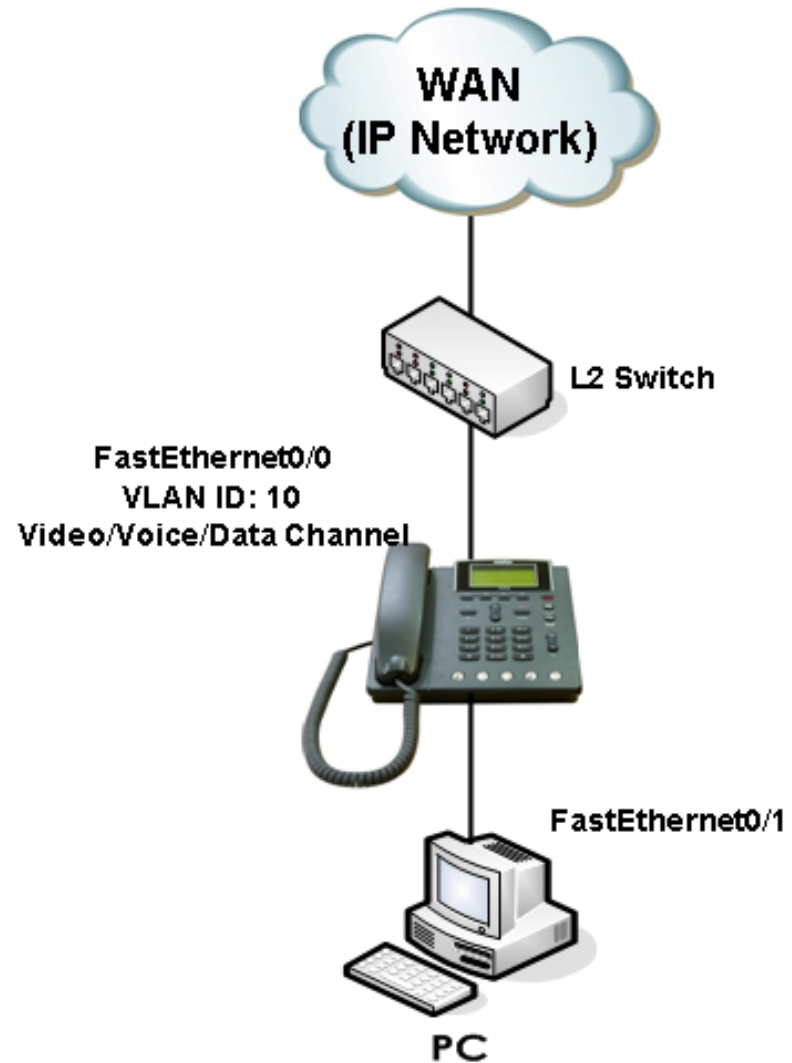 WAN
(IP Network)
L2 Switch
FastEthernet0/0
VLAN ID: 10
Video/Voice/Data Channel
FastEthernet0/1
PC